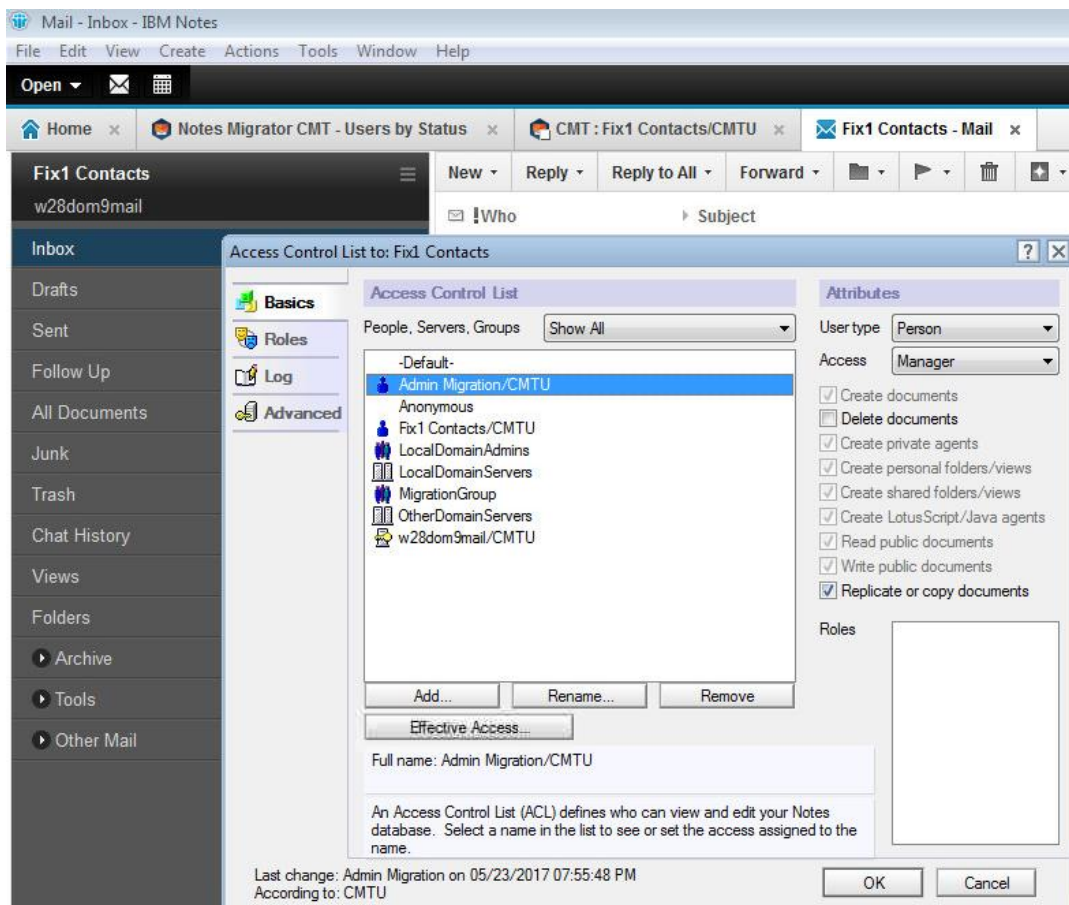 Mail - Inbox - IBM Notes
File Edit View Create Actions Tools Window Help
Open
Home × Notes Migrator CMT - Users by Status × CMT : Fix1 Contacts/CMTU × Fix1 Contacts - Mail ×
Fix1 Contacts
w28dom9mail
New Reply Reply to All Forward
! Who Subject
Inbox
Drafts
Sent
Follow Up
All Documents
Junk
Trash
Chat History
Views
Folders
Archive
Tools
Other Mail
Access Control List to: Fix1 Contacts ? X
Basics
Roles
Log
Advanced
Access Control List
People, Servers, Groups Show All
-Default-
Admin Migration/CMTU
Anonymous
Fix1 Contacts/CMTU
LocalDomainAdmins
LocalDomainServers
MigrationGroup
OtherDomainServers
w28dom9mail/CMTU
Add... Rename... Remove
Effective Access...
Full name: Admin Migration/CMTU
An Access Control List (ACL) defines who can view and edit your Notes
database. Select a name in the list to see or set the access assigned to the
name.
Attributes
User type Person
Access Manager
Create documents
Delete documents
Create private agents
Create personal folders/views
Create shared folders/views
Create LotusScript/Java agents
Read public documents
Write public documents
Replicate or copy documents
Roles
Last change: Admin Migration on 05/23/2017 07:55:48 PM
According to: CMTU
OK Cancel